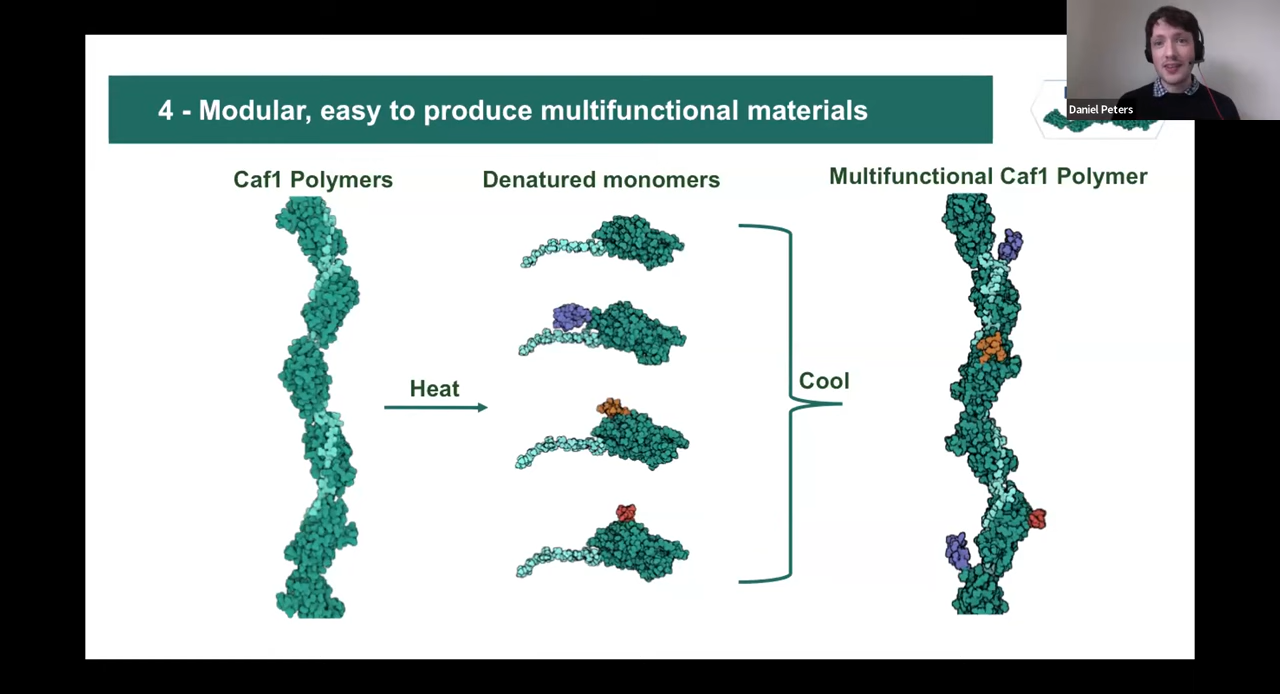 4 - Modular, easy to produce multifunctional materials
Daniel Peters
Caf1 Polymers
Denatured monomers
Multifunctional Caf1 Polymer
Heat
Cool